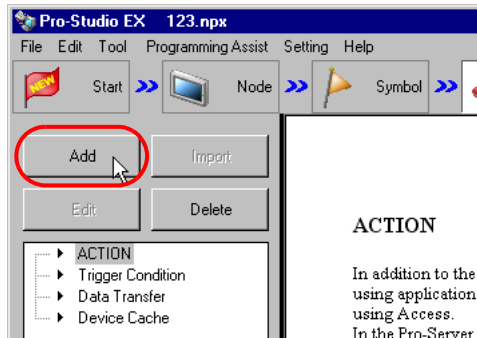 Pro-Studio EX 123.npx
File Edit Tool Programming Assist Setting Help
NEW Start Node Symbol
Add Import
Edit Delete
ACTION
Trigger Condition
Data Transfer
Device Cache
ACTION
In addition to the
using application
using Access.
In the Pro-Server